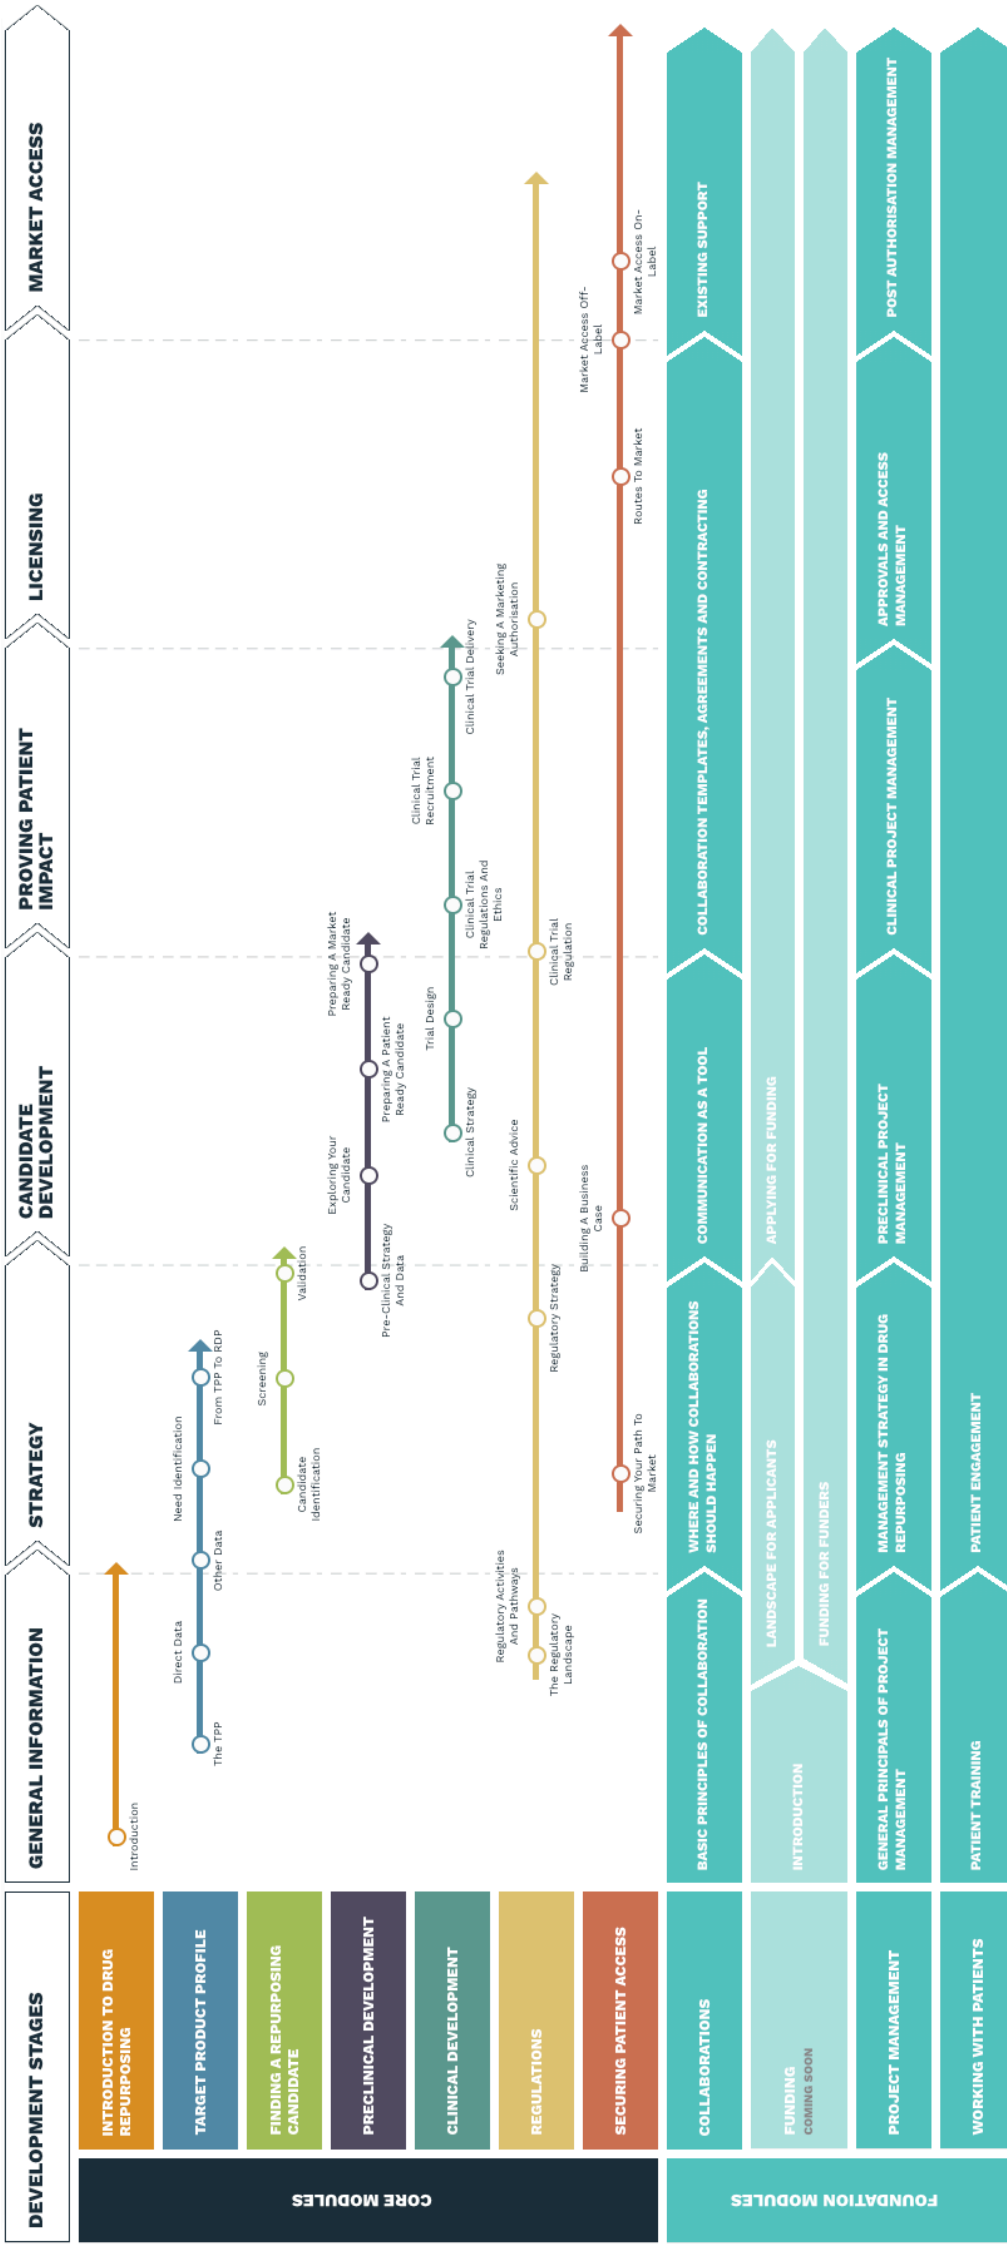 DEVELOPMENT STAGES
GENERAL INFORMATION
STRATEGY
CANDIDATE
DEVELOPMENT
PROVING PATIENT
IMPACT
LICENSING
MARKET ACCESS
CORE MODULES
INTRODUCTION TO DRUG
REPURPOSING
Introduction
TARGET PRODUCT PROFILE
The TPP
Direct Data
Other Data
Need Identification
From TPP To RDP
FINDING A REPURPOSING
CANDIDATE
Candidate
Identification
Screening
Validation
PRECLINICAL DEVELOPMENT
Pre-Clinical Strategy
And Data
Exploring Your
Candidate
Preparing A Patient
Ready Candidate
Preparing A Market
Ready Candidate
CLINICAL DEVELOPMENT
Clinical Strategy
Trial Design
Clinical Trial
Regulations And
Ethics
Clinical Trial
Recruitment
Clinical Trial Delivery
REGULATIONS
The Regulatory
Landscape
Regulatory Activities
And Pathways
Regulatory Strategy
Scientific Advice
Clinical Trial
Regulation
Seeking A Marketing
Authorisation
SECURING PATIENT ACCESS
Securing Your Path To
Market
Building A Business
Case
Routes To Market
Market Access Off-
Label
Market Access On-
Label
FOUNDATION MODULES
COLLABORATIONS
BASIC PRINCIPLES OF COLLABORATION
WHERE AND HOW COLLABORATIONS
SHOULD HAPPEN
COMMUNICATION AS A TOOL
COLLABORATION TEMPLATES, AGREEMENTS AND CONTRACTING
EXISTING SUPPORT
FUNDING
COMING SOON
INTRODUCTION
LANDSCAPE FOR APPLICANTS
APPLYING FOR FUNDING
FUNDING FOR FUNDERS
PROJECT MANAGEMENT
GENERAL PRINCIPALS OF PROJECT
MANAGEMENT
MANAGEMENT STRATEGY IN DRUG
REPURPOSING
PRECLINICAL PROJECT
MANAGEMENT
CLINICAL PROJECT MANAGEMENT
APPROVALS AND ACCESS
MANAGEMENT
POST AUTHORISATION MANAGEMENT
WORKING WITH PATIENTS
PATIENT TRAINING
PATIENT ENGAGEMENT